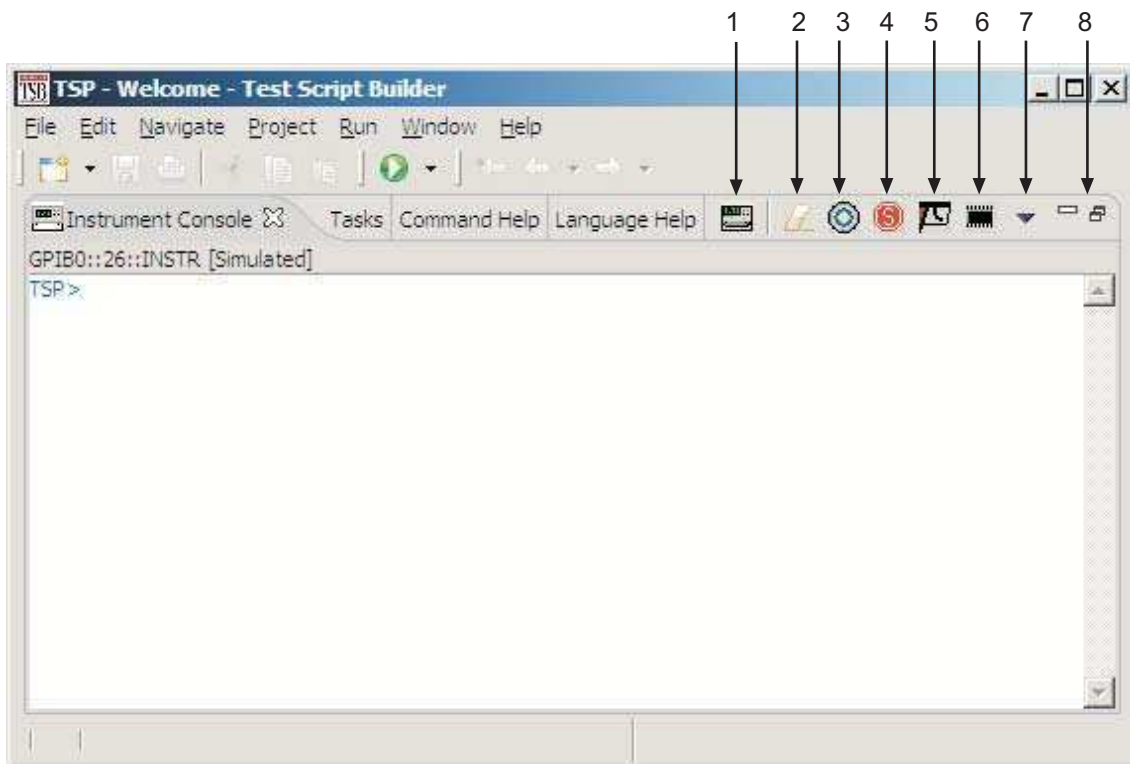 1 2 3 4 5 6 7 8
TSB TSP - Welcome - Test Script Builder
File Edit Navigate Project Run Window Help
Instrument Console Tasks Command Help Language Help
GPIB0::26::INSTR [Simulated]
TSP>